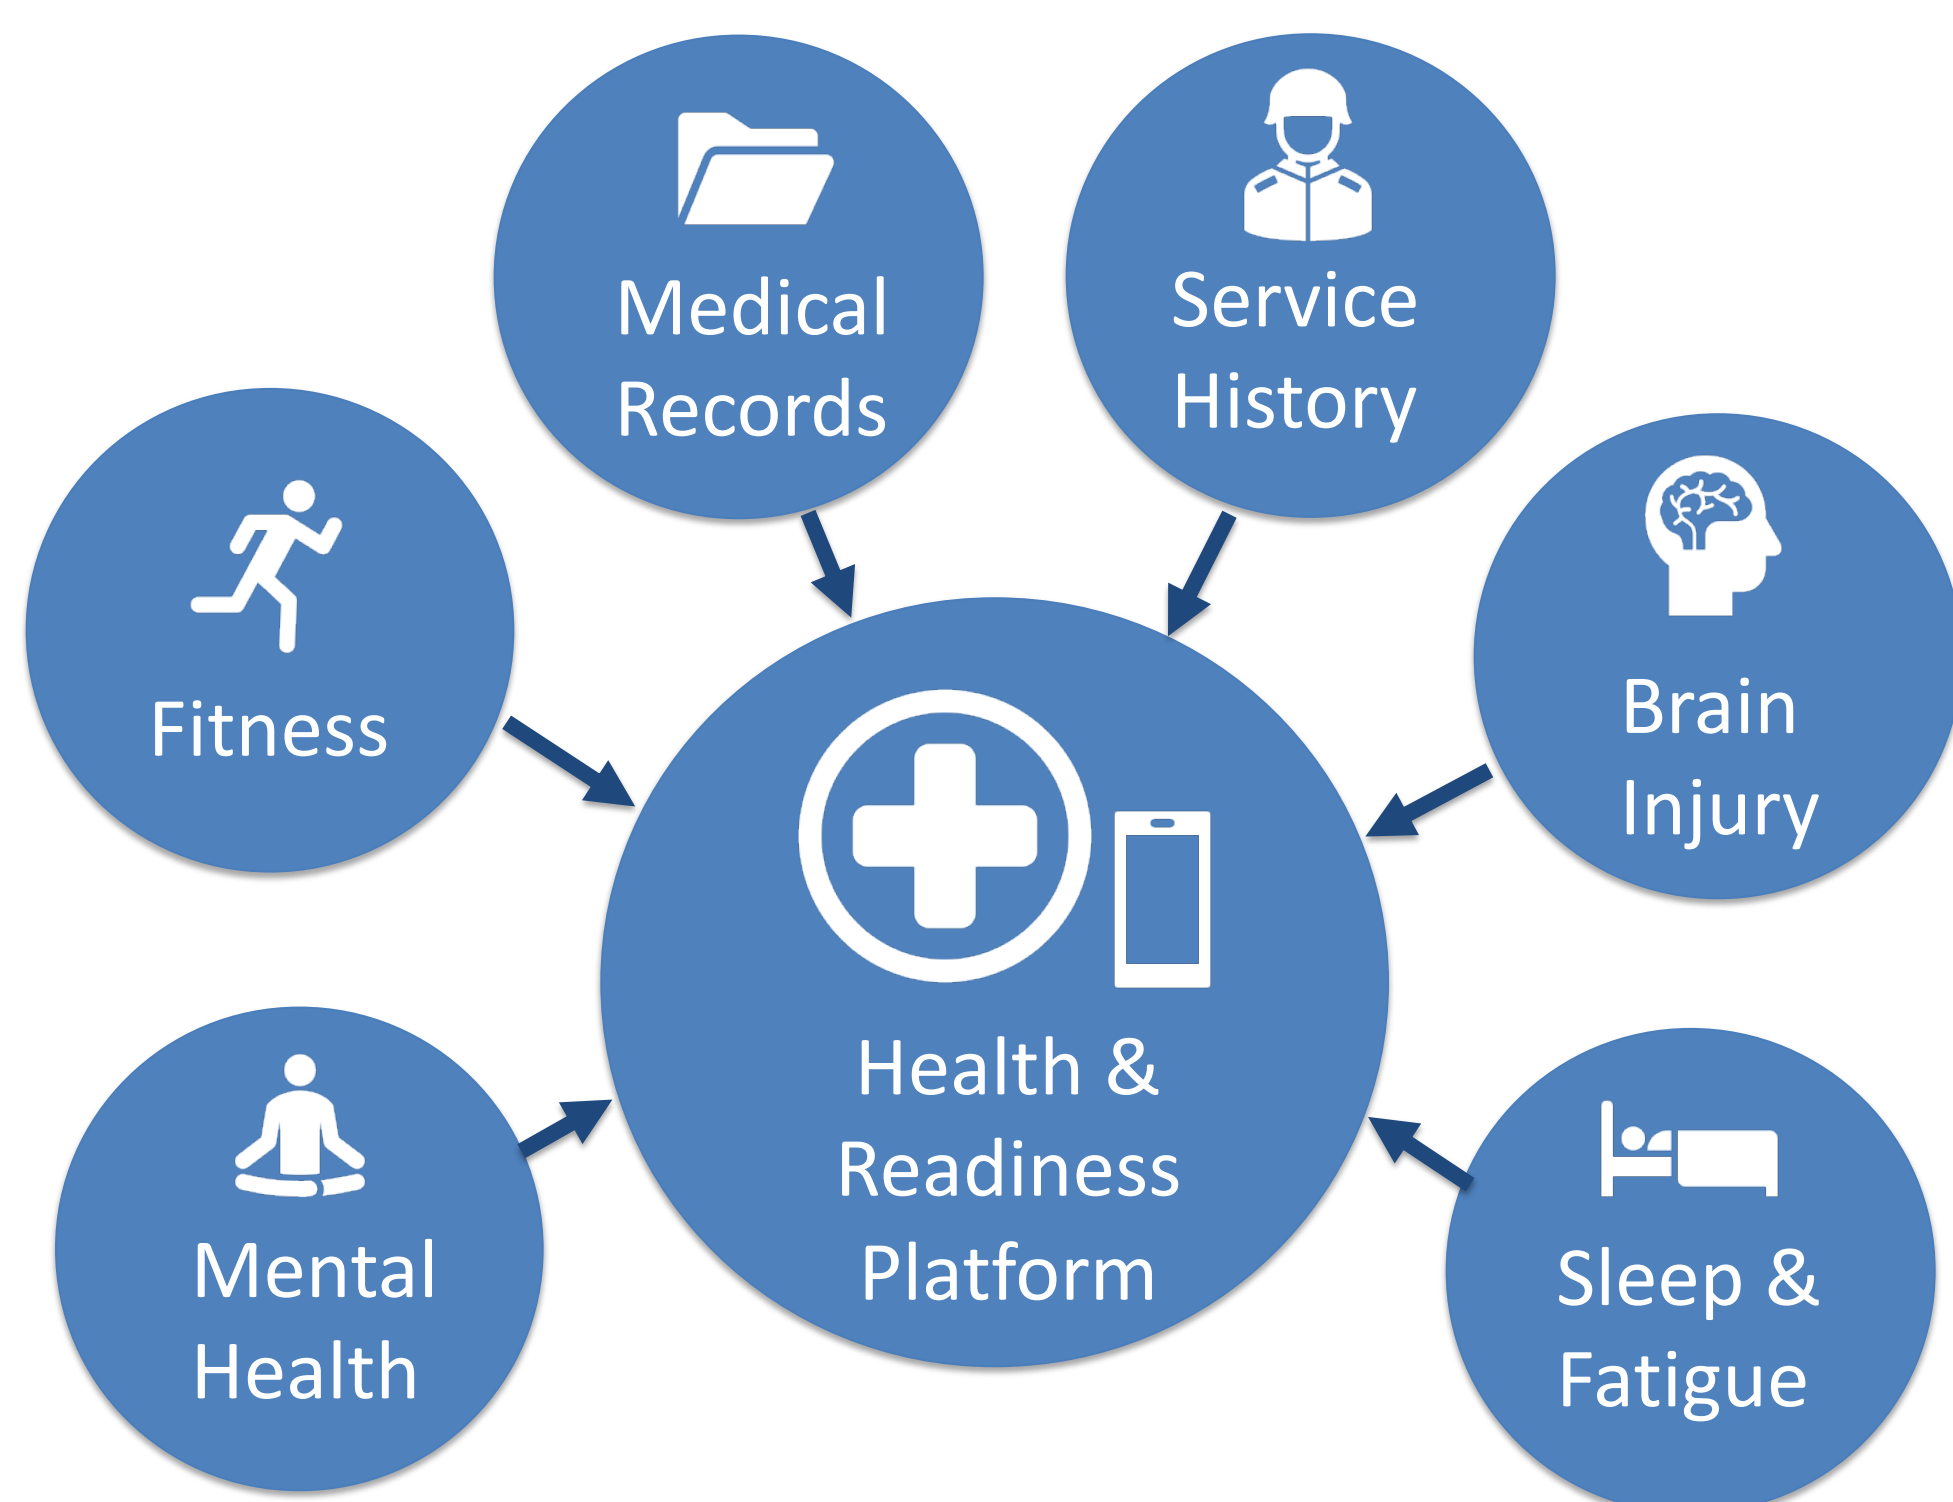 Medical
Records
Service
History
Fitness
Brain
Injury
Health &
Readiness
Platform
Mental
Health
Sleep &
Fatigue